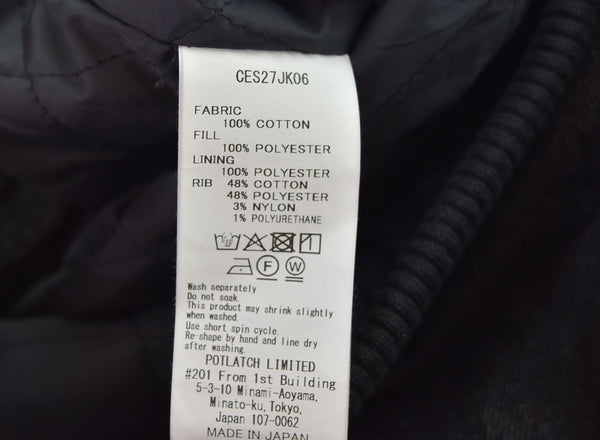 CES27JK06
FABRIC
100% COTTON
FILL
100% POLYESTER
LINING
100% POLYESTER
RIB 48% COTTON
48% POLYESTER
3% NYLON
1% POLYURETHANE
F W
Wash separately
Do not soak.
This product may shrink slightly
when washed.
Use short spin cycle.
Re-shape by hand and line dry
after washing.
POTLATCH LIMITED
#201 From 1st Building
5-3-10 Minami-Aoyama,
Minato-ku, Tokyo,
Japan 107-0062
MADE IN JAPAN